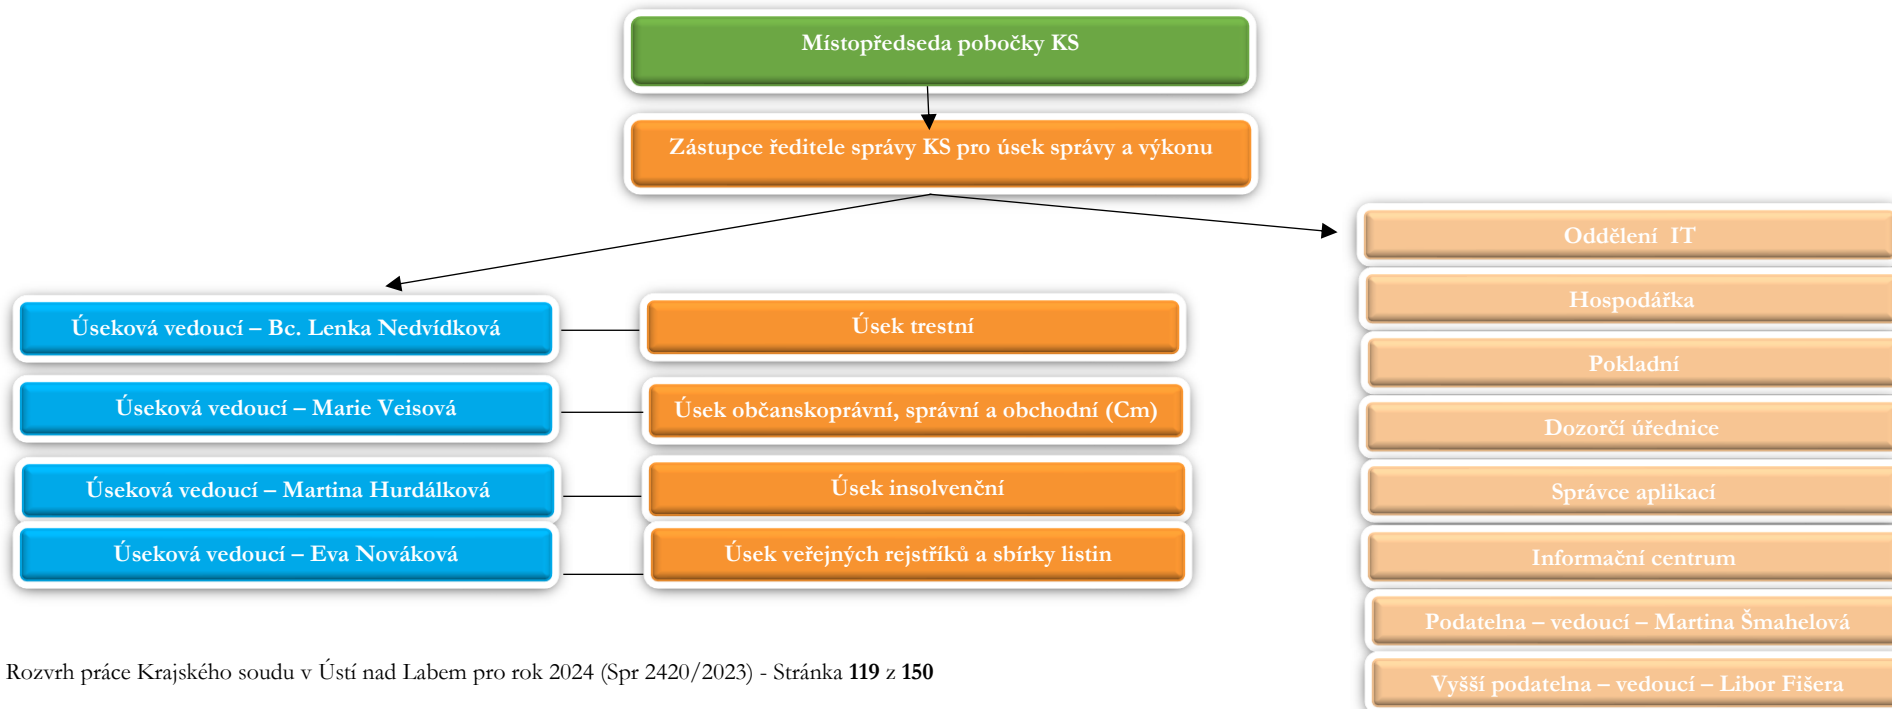 Místopředseda pobočky KS
Zástupce ředitele správy KS pro úsek správy a výkonu
Úseková vedoucí – Bc. Lenka Nedvídková
Úsek trestní
Úseková vedoucí – Marie Veisová
Úsek občanskoprávní, správní a obchodní (Cm)
Úseková vedoucí – Martina Hurdálková
Úsek insolvenční
Úseková vedoucí – Eva Nováková
Úsek veřejných rejstříků a sbírky listin
Oddělení IT
Hospodářka
Pokladní
Dozorčí úřednice
Správce aplikací
Informační centrum
Podatelna – vedoucí – Martina Šmahelová
Vyšší podatelna – vedoucí – Libor Fišera
Rozvrh práce Krajského soudu v Ústí nad Labem pro rok 2024 (Spr 2420/2023) - Stránka 119 z 150